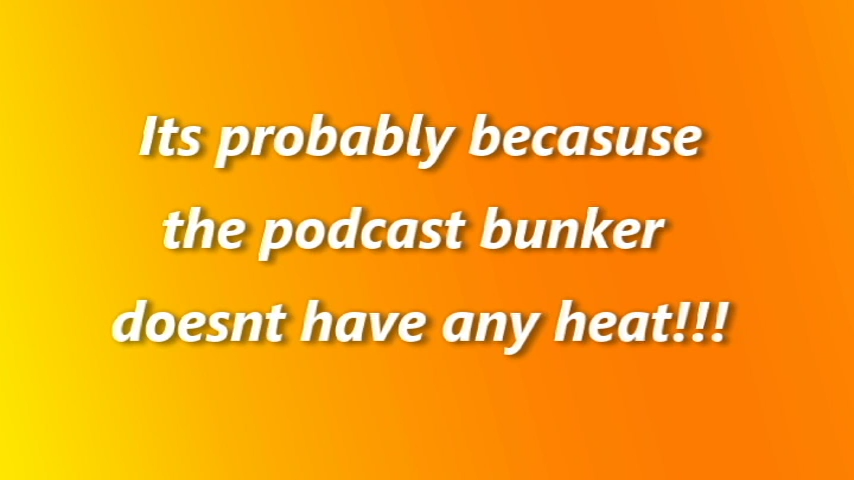 Its probably becasuse
the podcast bunker
doesnt have any heat!!!